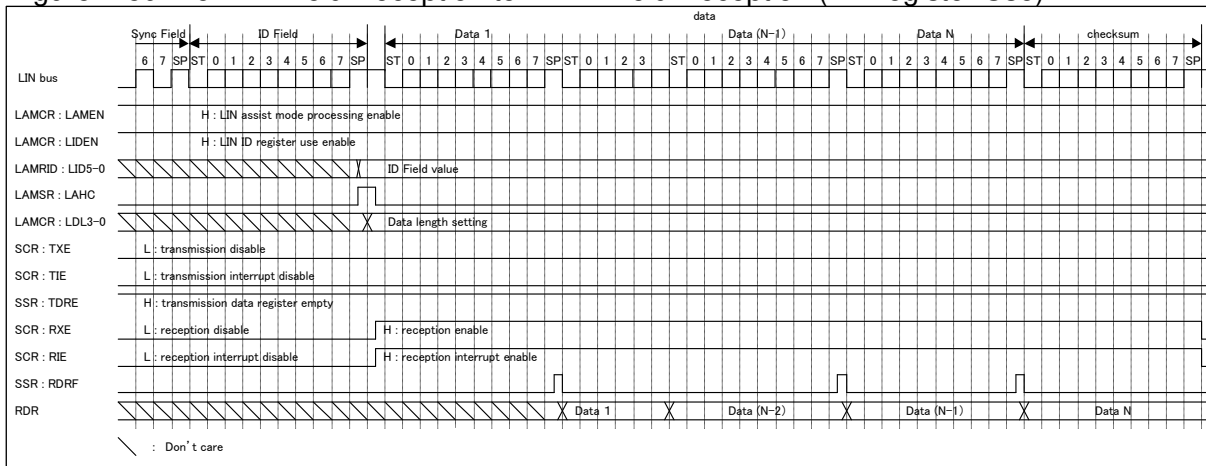 data
Sync Field ID Field Data 1 Data (N-1) Data N checksum
6 7 SP ST 0 1 2 3 4 5 6 7 SP ST 0 1 2 3 4 5 6 7 SP ST 0 1 2 3 ST 0 1 2 3 4 5 6 7 SP ST 0 1 2 3 4 5 6 7 SP ST 0 1 2 3 4 5 6 7 SP
LIN bus
LAMCR : LAMEN H : LIN assist mode processing enable
LAMCR : LIDEN H : LIN ID register use enable
LAMRID : LID5-0 ID Field value
LAMSR : LAHC
LAMCR : LDL3-0 Data length setting
SCR : TXE L : transmission disable
SCR : TIE L : transmission interrupt disable
SSR : TDRE H : transmission data register empty
SCR : RXE L : reception disable H : reception enable
SCR : RIE L : reception interrupt disable H : reception interrupt enable
SSR : RDRF
RDR Data 1 Data (N-2) Data (N-1) Data N
: Don't care